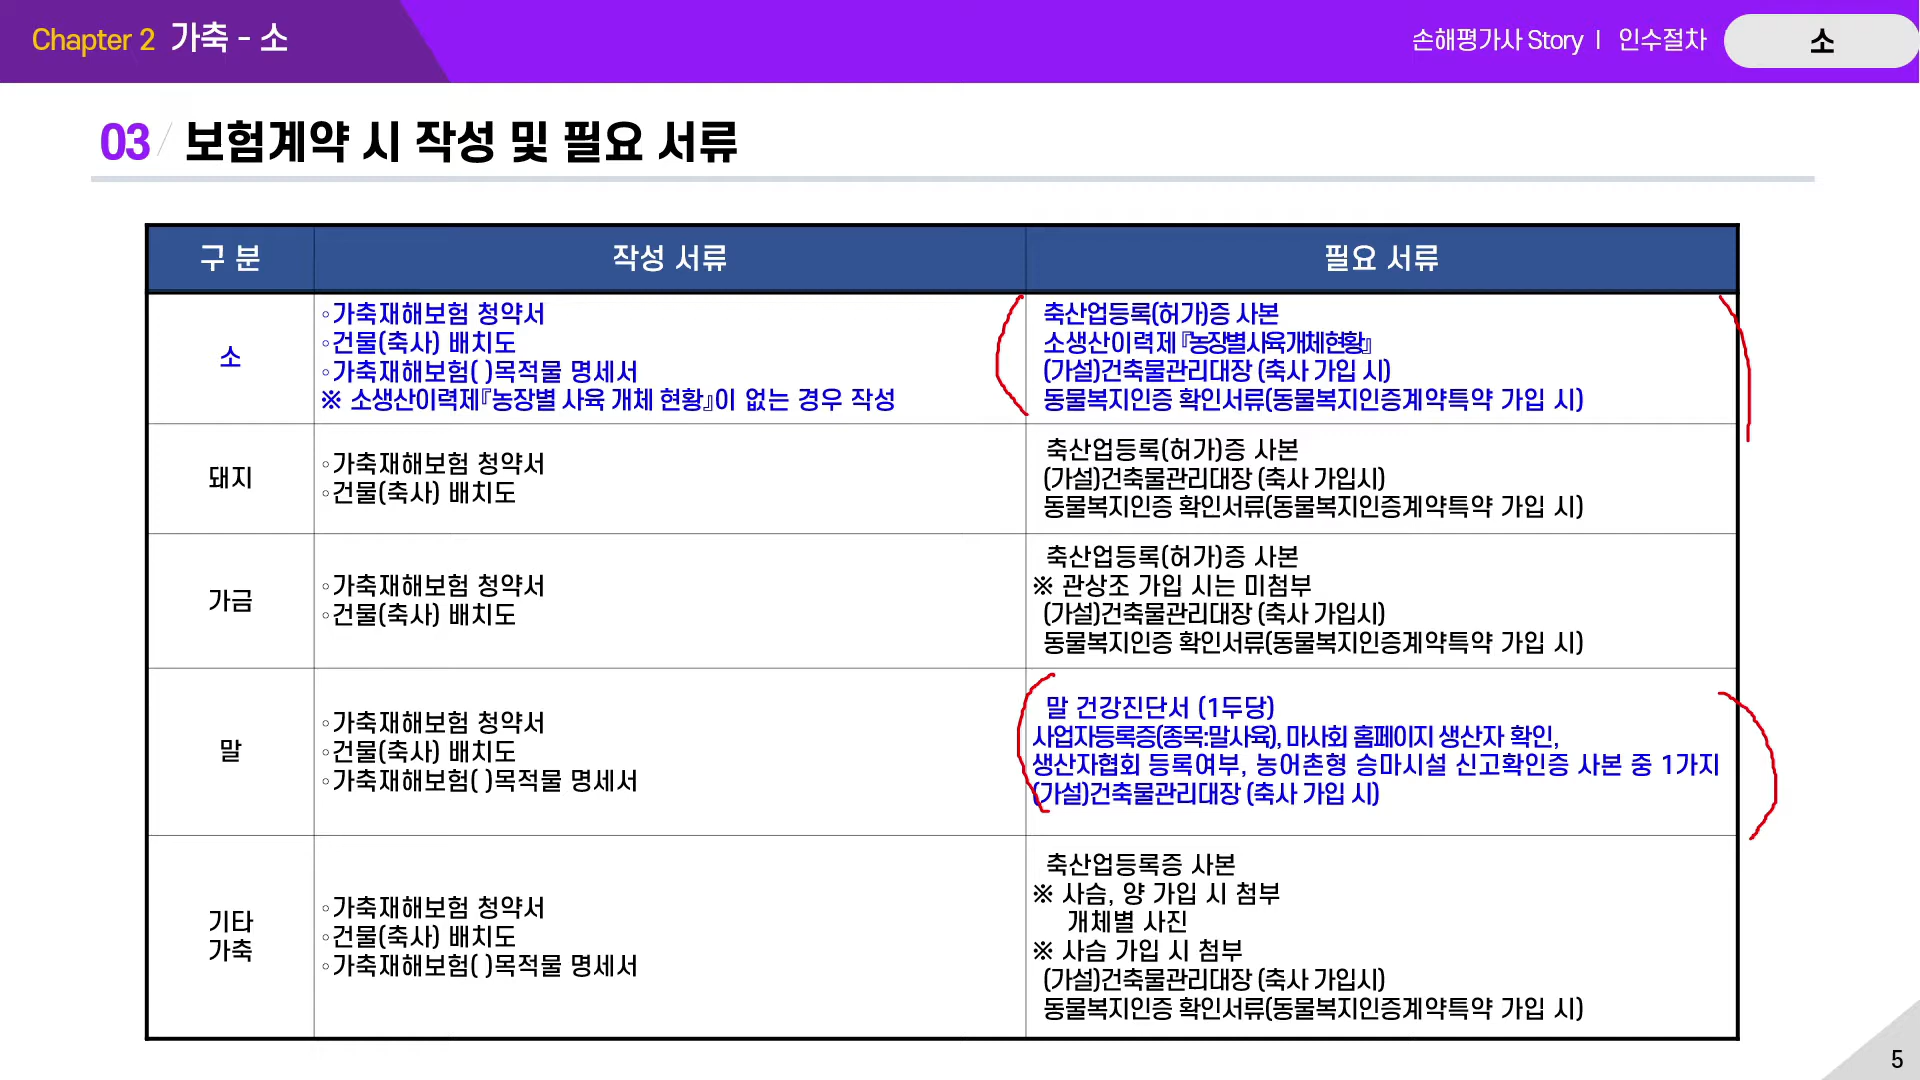 Chapter 2 가축 - 소
손해평가사 Story ㅣ 인수절차
소
03 / 보험계약 시 작성 및 필요 서류
구 분
작성 서류
필요 서류
소
◦가축재해보험 청약서
◦건물(축사) 배치도
◦가축재해보험( )목적물 명세서
※ 소생산이력제『농장별 사육 개체 현황』이 없는 경우 작성
축산업등록(허가)증 사본
소생산이력제『농장별사육개체현황』
(가설)건축물관리대장 (축사 가입 시)
동물복지인증 확인서류(동물복지인증계약특약 가입 시)
돼지
◦가축재해보험 청약서
◦건물(축사) 배치도
축산업등록(허가)증 사본
(가설)건축물관리대장 (축사 가입시)
동물복지인증 확인서류(동물복지인증계약특약 가입 시)
가금
◦가축재해보험 청약서
◦건물(축사) 배치도
축산업등록(허가)증 사본
※ 관상조 가입 시는 미첨부
(가설)건축물관리대장 (축사 가입시)
동물복지인증 확인서류(동물복지인증계약특약 가입 시)
말
◦가축재해보험 청약서
◦건물(축사) 배치도
◦가축재해보험( )목적물 명세서
말 건강진단서 (1두당)
사업자등록증(종목:말사육), 마사회 홈페이지 생산자 확인,
생산자협회 등록여부, 농어촌형 승마시설 신고확인증 사본 중 1가지
(가설)건축물관리대장 (축사 가입 시)
기타
가축
◦가축재해보험 청약서
◦건물(축사) 배치도
◦가축재해보험( )목적물 명세서
축산업등록증 사본
※ 사슴, 양 가입 시 첨부
개체별 사진
※ 사슴 가입 시 첨부
(가설)건축물관리대장 (축사 가입시)
동물복지인증 확인서류(동물복지인증계약특약 가입 시)
5